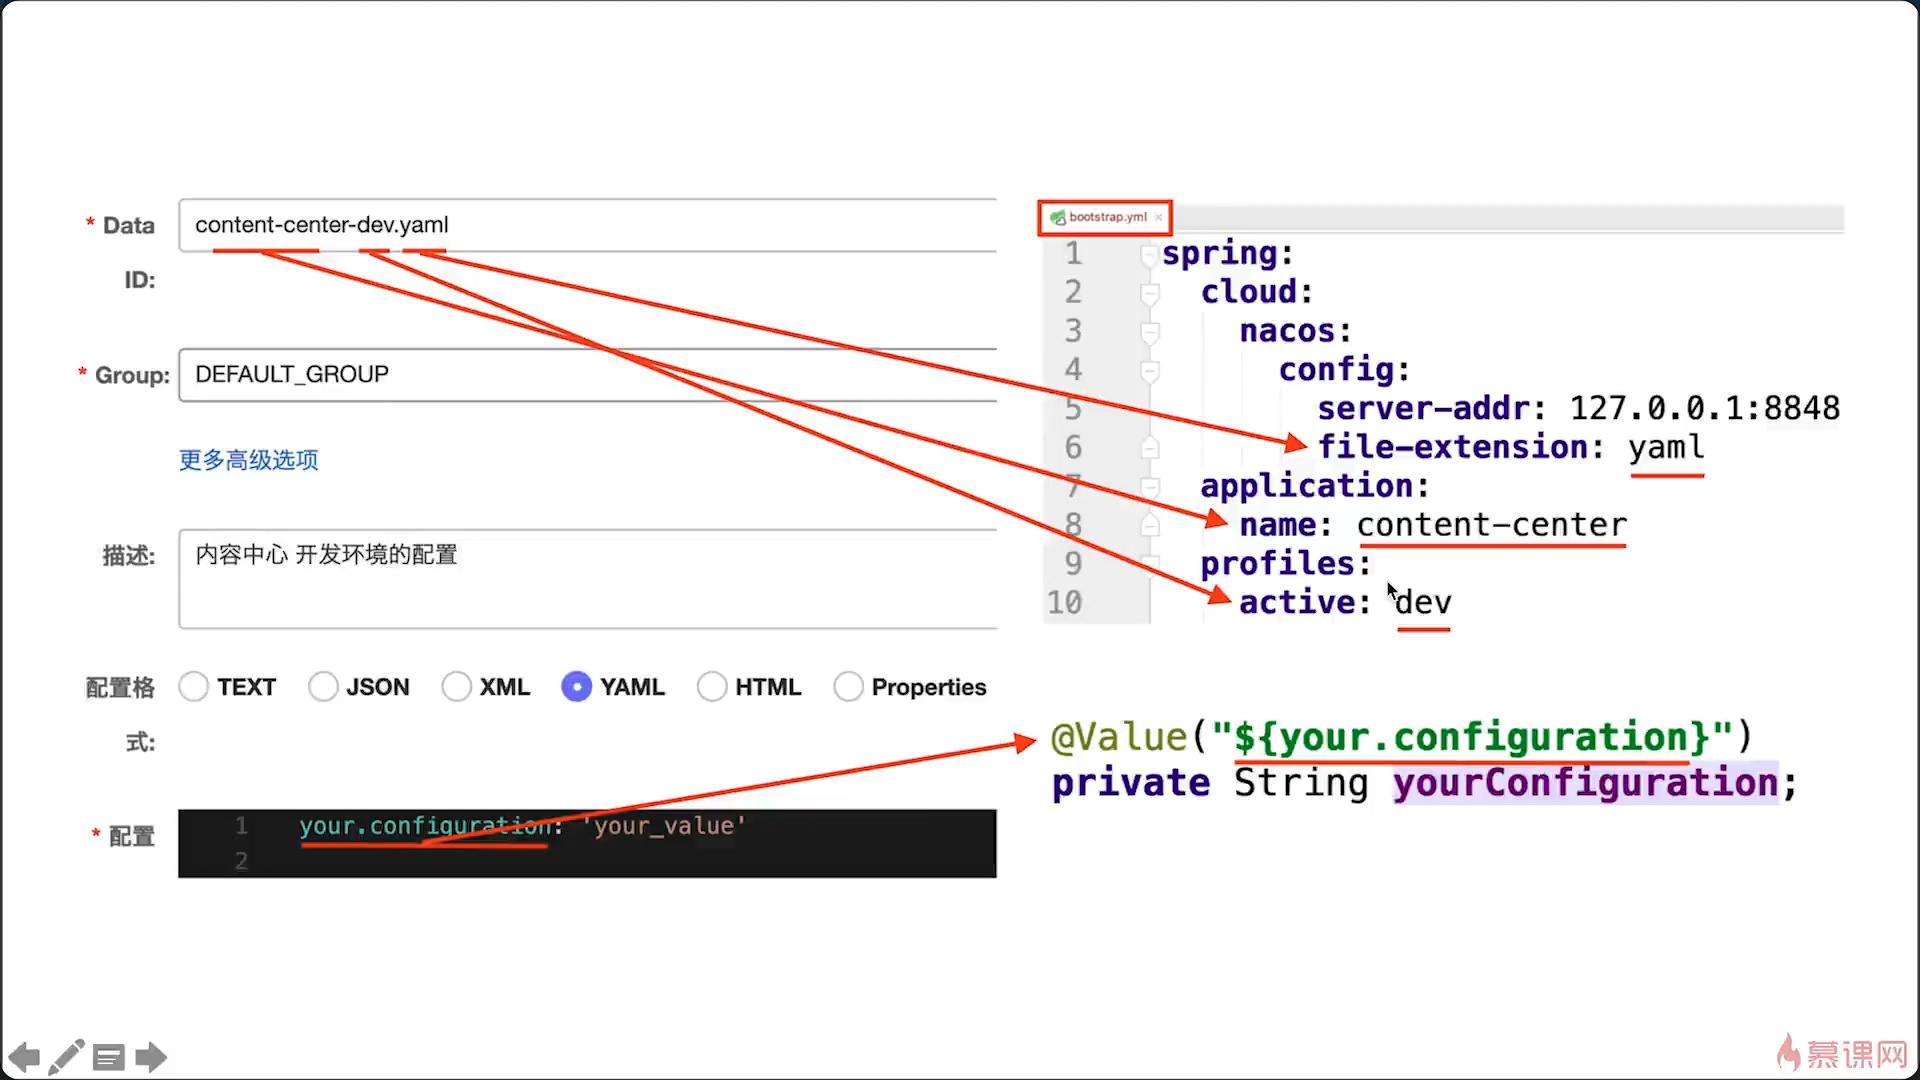 * Data ID:
content-center-dev.yaml
* Group:
DEFAULT_GROUP
更多高级选项
描述:
内容中心 开发环境的配置
配置格式:
TEXT JSON XML YAML HTML Properties
* 配置
1 your.configuration: 'your_value'
2
bootstrap.yml ×
1 spring:
2 cloud:
3 nacos:
4 config:
5 server-addr: 127.0.0.1:8848
6 file-extension: yaml
7 application:
8 name: content-center
9 profiles:
10 active: dev
@Value("${your.configuration}")
private String yourConfiguration;
慕课网